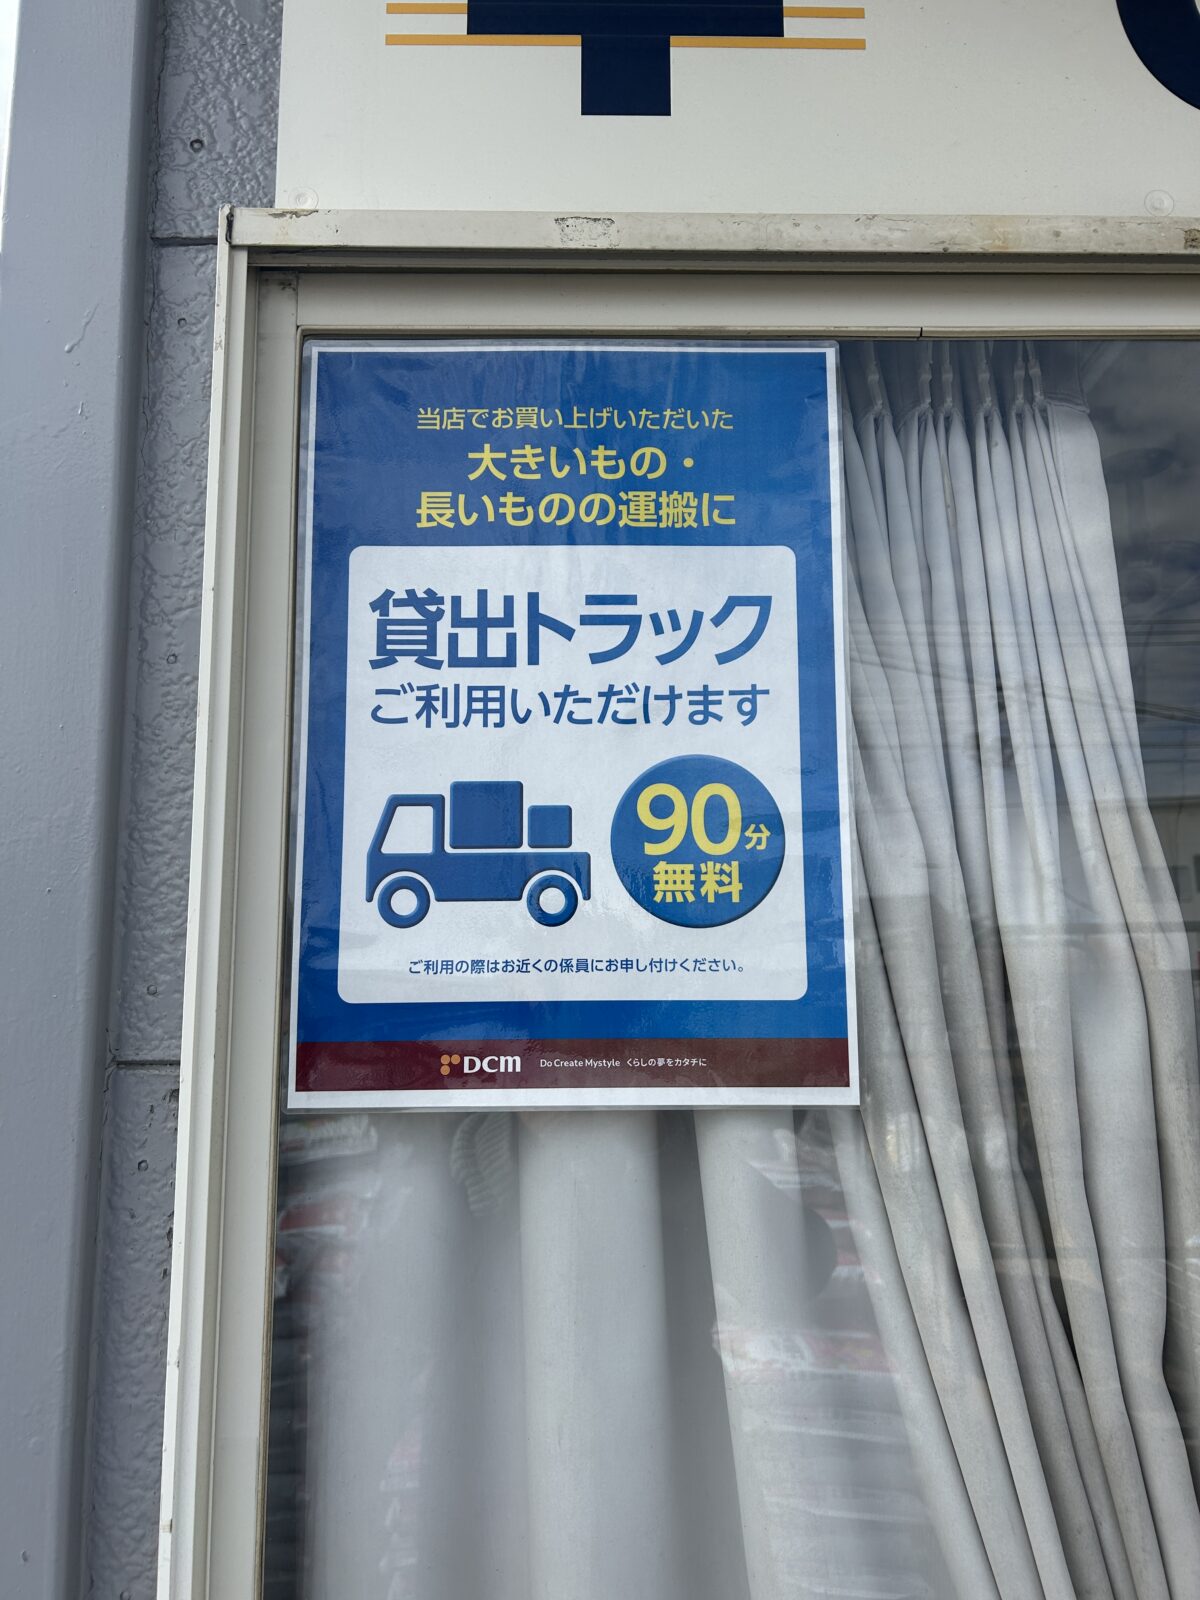 当店でお買い上げいただいた
大きいもの・
長いものの運搬に
貸出トラック
ご利用いただけます
90分
無料
ご利用の際はお近くの係員にお申し付けください。
DCM Do Create Mystyle くらしの夢をカタチに